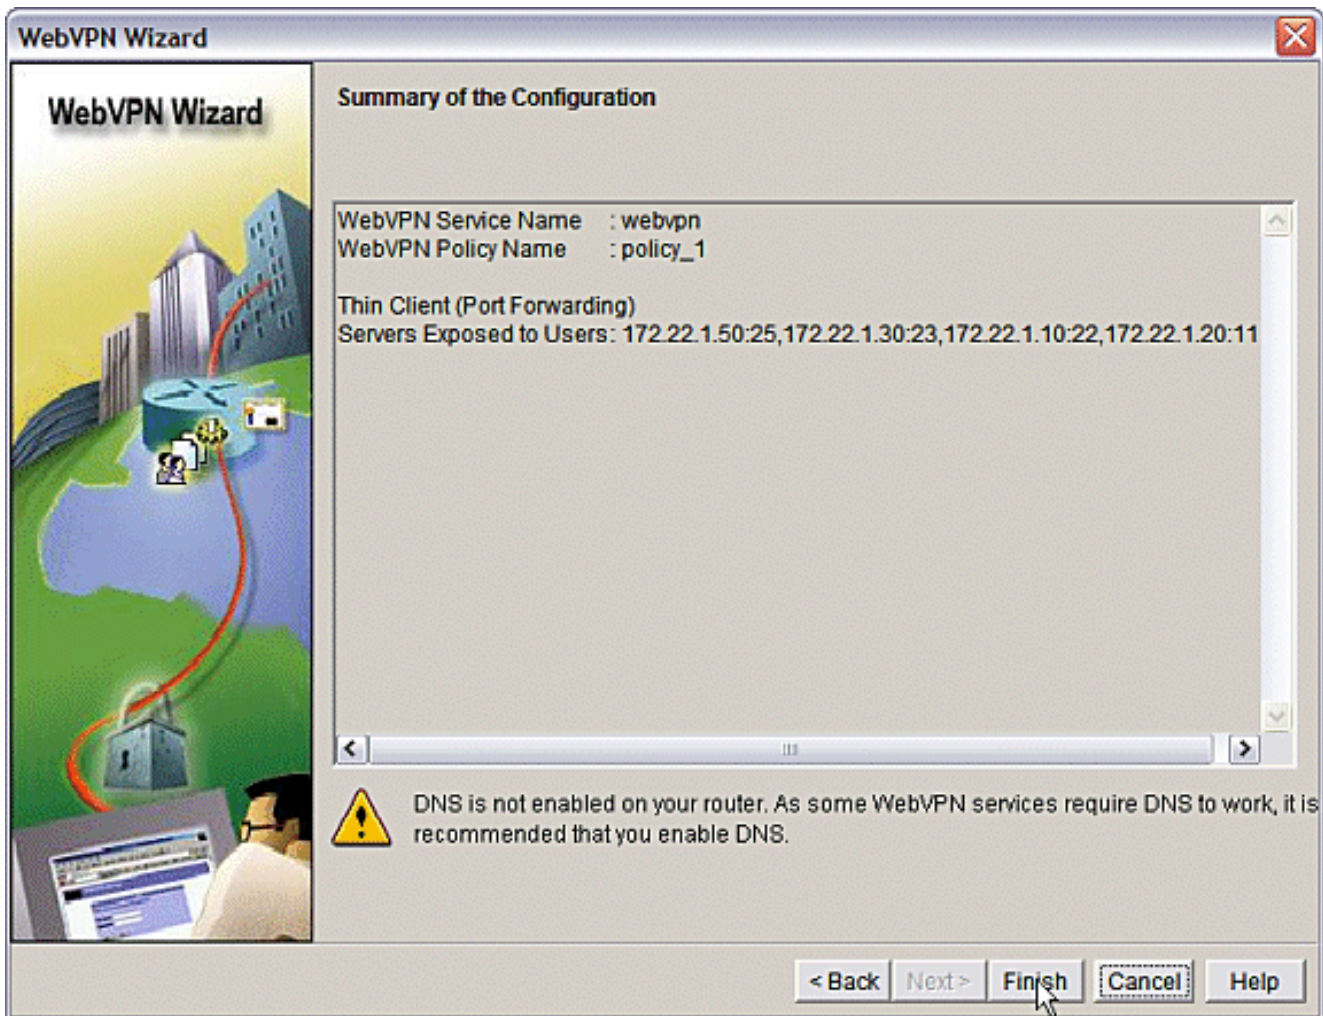 WebVPN Wizard
WebVPN Wizard
Summary of the Configuration
WebVPN Service Name : webvpn
WebVPN Policy Name : policy_1
Thin Client (Port Forwarding)
Servers Exposed to Users: 172.22.1.50:25,172.22.1.30:23,172.22.1.10:22,172.22.1.20:11
DNS is not enabled on your router. As some WebVPN services require DNS to work, it is
recommended that you enable DNS.
< Back Next > Finish Cancel Help